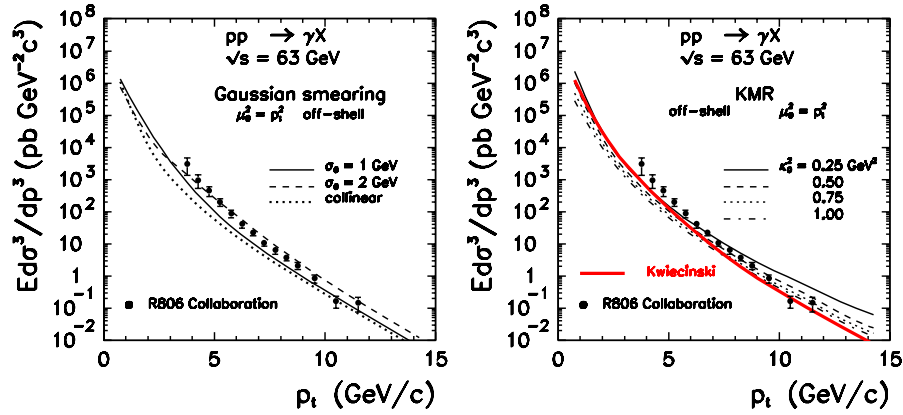 pp → γX
√s = 63 GeV
Gaussian smearing
μ₀² = pₜ² off-shell
σ₀ = 1 GeV
σ₀ = 2 GeV
collinear
R806 Collaboration
Edσ³/dp³ (pb GeV⁻²c³)
10⁸
10⁷
10⁶
10⁵
10⁴
10³
10²
10
1
10⁻¹
10⁻²
0 5 10 15
pₜ (GeV/c)
pp → γX
√s = 63 GeV
KMR
off-shell μ₀² = pₜ²
κ₀² = 0.25 GeV²
0.50
0.75
1.00
Kwiecinski
R806 Collaboration
Edσ³/dp³ (pb GeV⁻²c³)
10⁸
10⁷
10⁶
10⁵
10⁴
10³
10²
10
1
10⁻¹
10⁻²
0 5 10 15
pₜ (GeV/c)